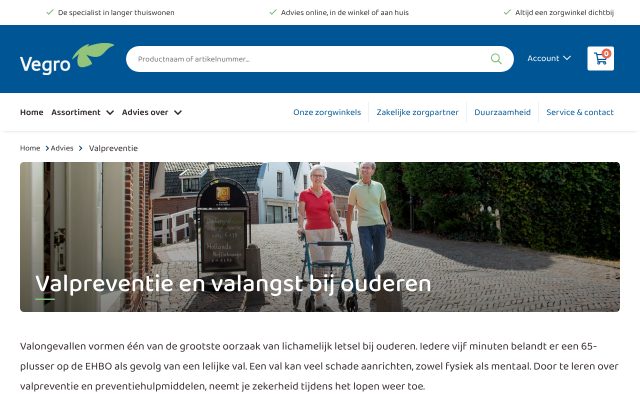 De specialist in langer thuiswonen
Advies online, in de winkel of aan huis
Altijd een zorgwinkel dichtbij
Vegro
Productnaam of artikelnummer...
Account
0
Home
Assortiment
Advies over
Onze zorgwinkels
Zakelijke zorgpartner
Duurzaamheid
Service & contact
Home
Advies
Valpreventie
Valpreventie en valangst bij ouderen
Valongevallen vormen één van de grootste oorzaak van lichamelijk letsel bij ouderen. Iedere vijf minuten belandt er een 65-
plusser op de EHBO als gevolg van een lelijke val. Een val kan veel schade aanrichten, zowel fysiek als mentaal. Door te leren over
valpreventie en preventiehulpmiddelen, neemt je zekerheid tijdens het lopen weer toe.